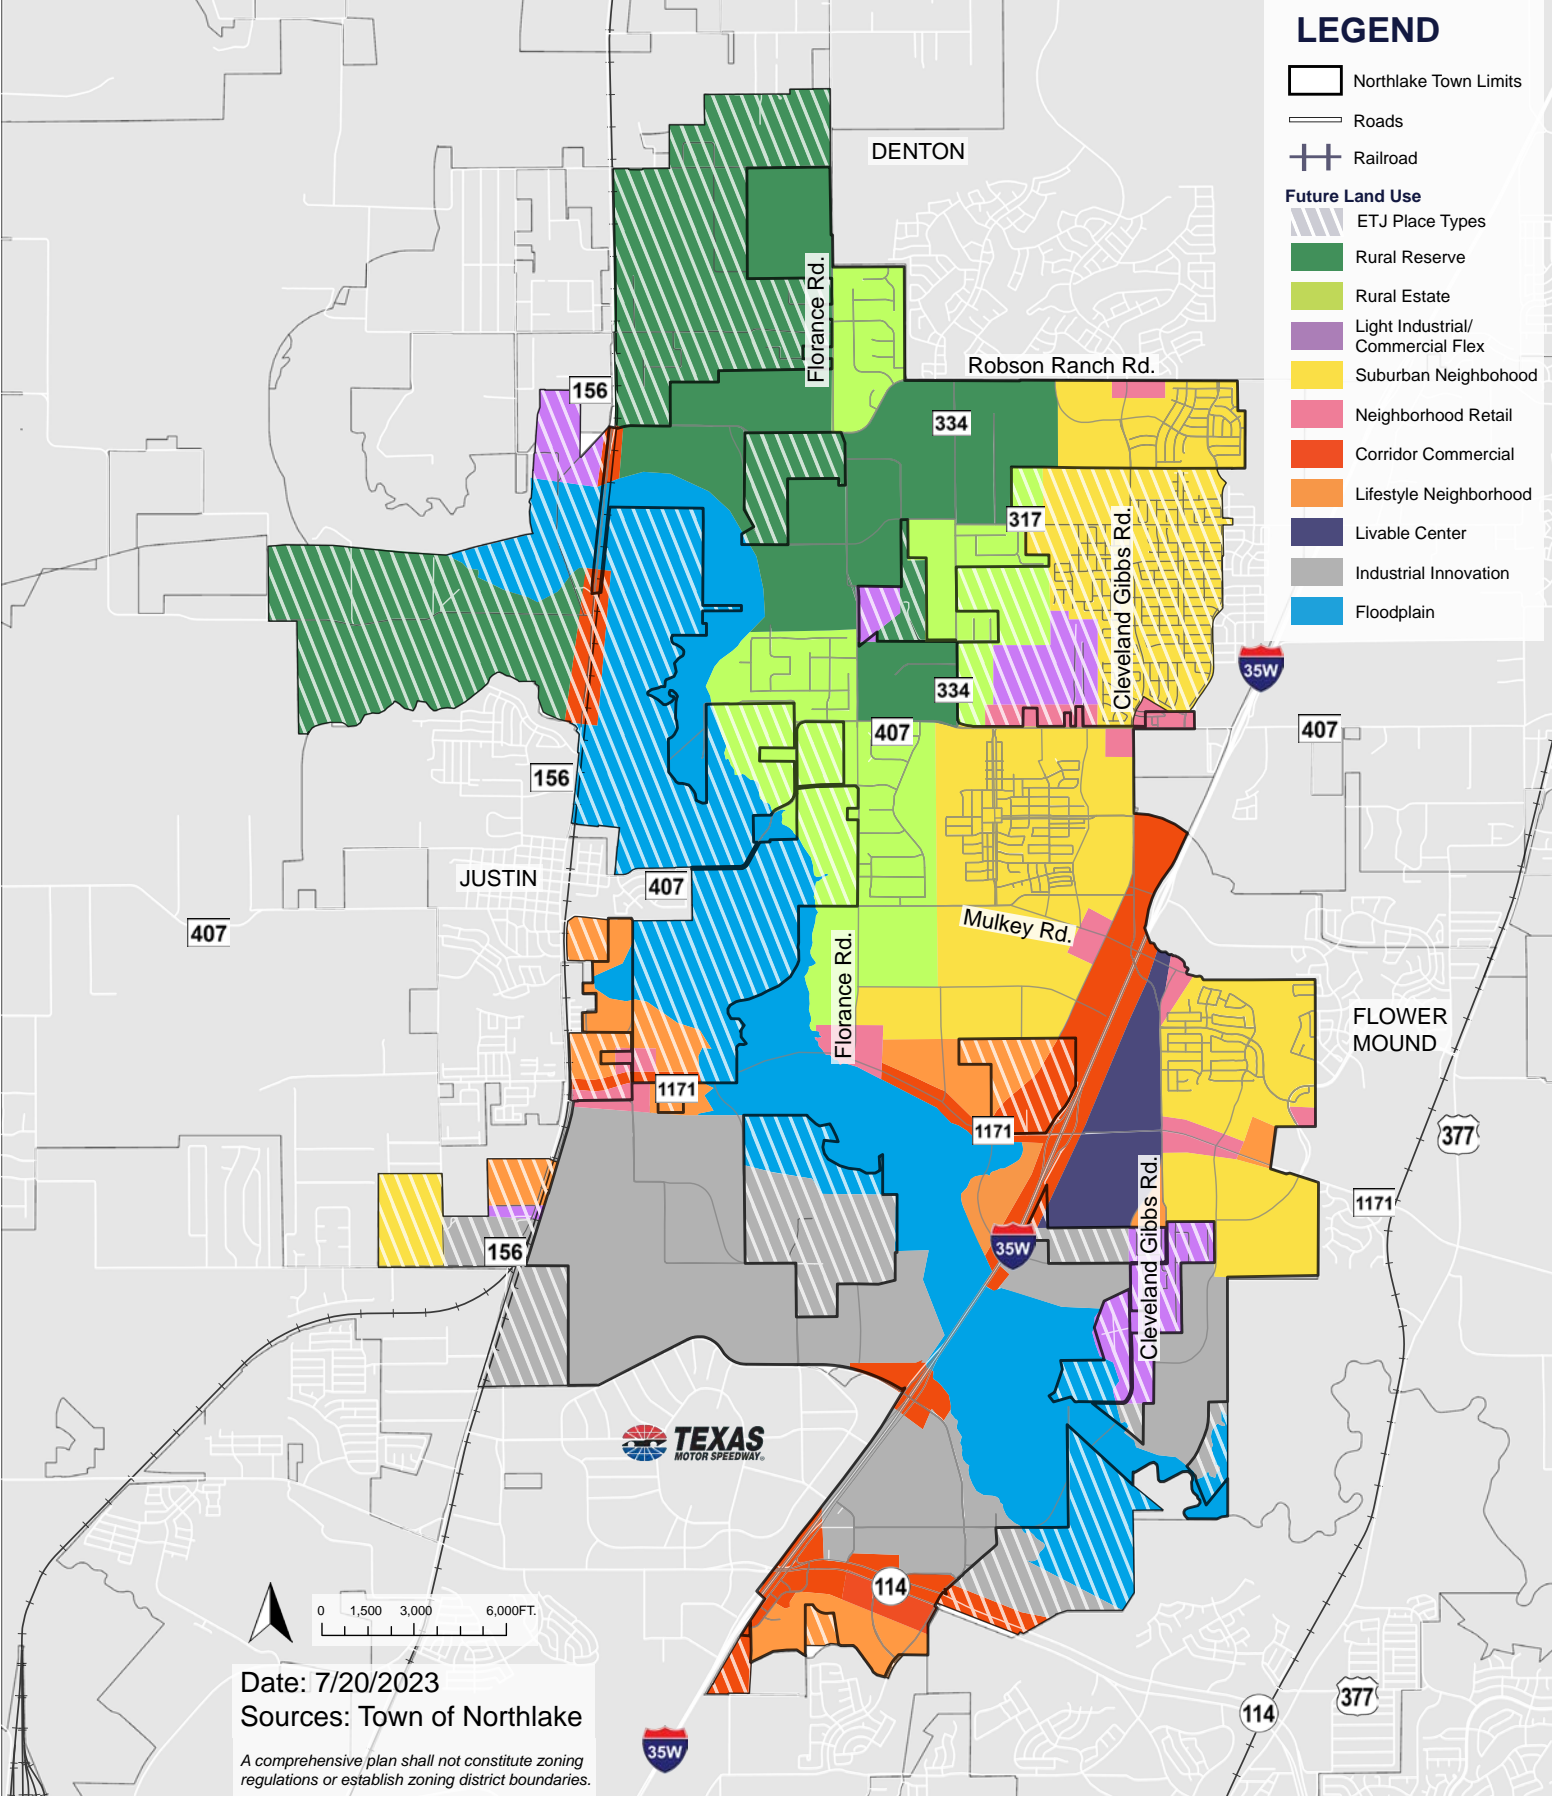 LEGEND
Northlake Town Limits
Roads
Railroad
Future Land Use
ETJ Place Types
Rural Reserve
Rural Estate
Light Industrial/
Commercial Flex
Suburban Neighbohood
Neighborhood Retail
Corridor Commercial
Lifestyle Neighborhood
Livable Center
Industrial Innovation
Floodplain
DENTON
Florance Rd.
Robson Ranch Rd.
156
334
317
Cleveland Gibbs Rd.
35W
334
407
407
156
JUSTIN
407
407
Mulkey Rd.
Florance Rd.
FLOWER
MOUND
1171
1171
377
Cleveland Gibbs Rd.
1171
156
35W
TEXAS
MOTOR SPEEDWAY
114
0 1,500 3,000 6,000FT.
Date: 7/20/2023
Sources: Town of Northlake
377
114
35W
A comprehensive plan shall not constitute zoning
regulations or establish zoning district boundaries.